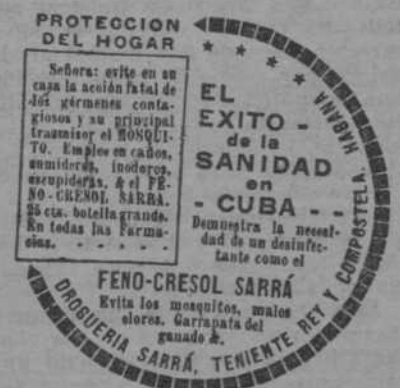 PROTECCION
DEL HOGAR
Señora: evite en su
casa la acción fatal de
los gérmenes conta-
giosos y su principal
trasmisor el MOSQUI-
TO. Emplee en caños,
sumideros, inodoros,
escupideras, & el FE-
NO-CRESOL SARRA.
25 cts. botella grande.
En todas las Farma-
cias. - - - - -
EL
EXITO -
de la
SANIDAD
en
- CUBA - -
Demuestra la necesi-
dad de un desinfec-
tante como el
FENO-CRESOL SARRÁ
Evita los mosquitos, malos
olores. Garrapata del
ganado &.
DROGUERIA SARRÁ, TENIENTE REY Y COMPOSTELA, HABANA